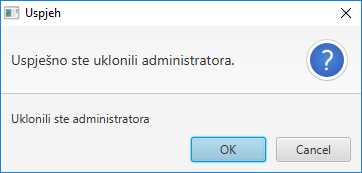 Uspjeh
Uspješno ste uklonili administratora.
?
Uklonili ste administratora
OK
Cancel